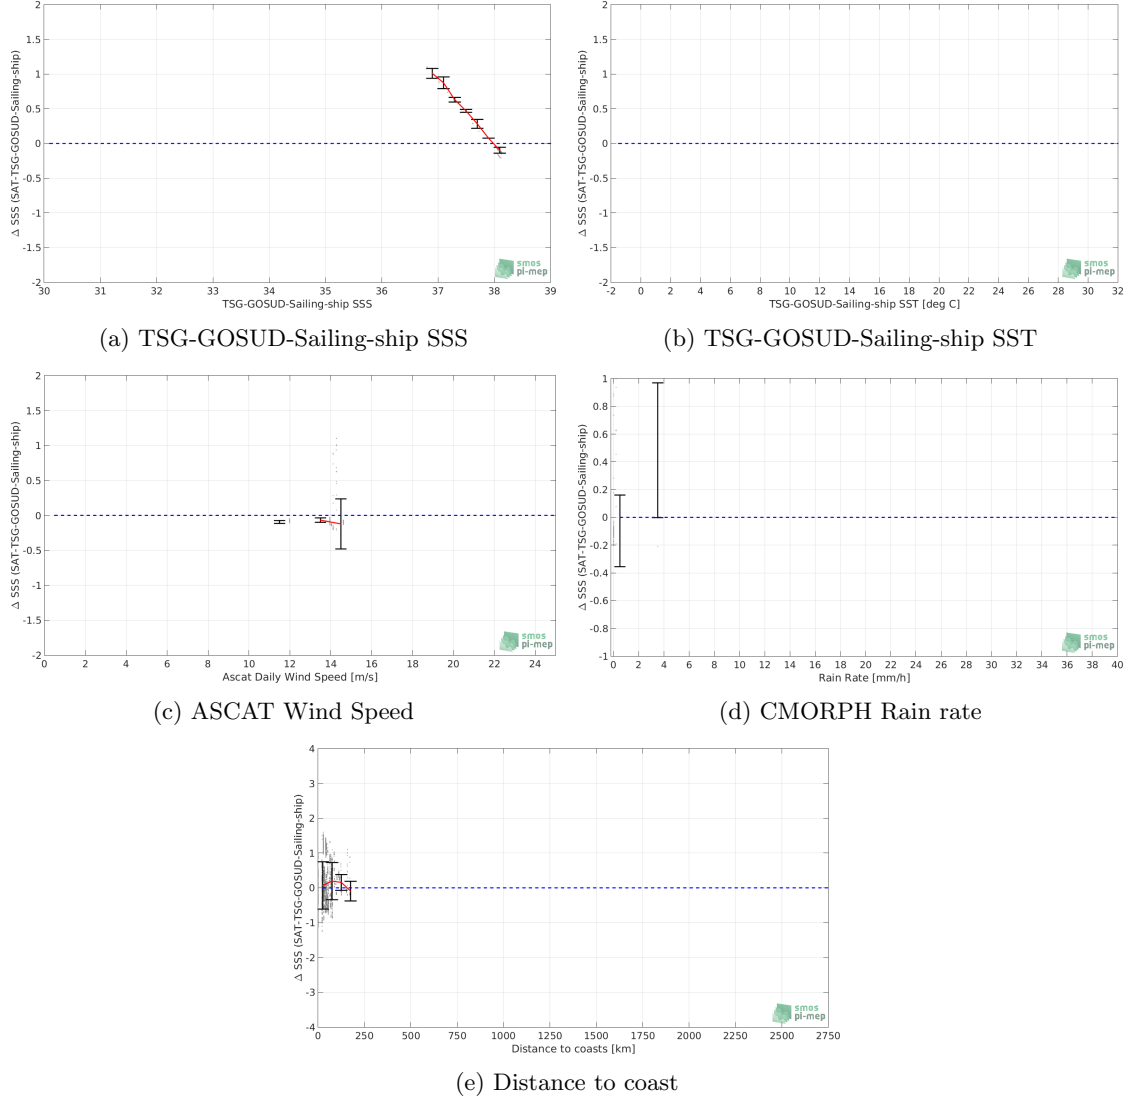 2
1.5
1
0.5
0
-0.5
-1
-1.5
-2
Δ SSS (SAT-TSG-GOSUD-Sailing-ship)
30 31 32 33 34 35 36 37 38 39
TSG-GOSUD-Sailing-ship SSS
smos
pi-mep
(a) TSG-GOSUD-Sailing-ship SSS
2
1.5
1
0.5
0
-0.5
-1
-1.5
-2
Δ SSS (SAT-TSG-GOSUD-Sailing-ship)
-2 0 2 4 6 8 10 12 14 16 18 20 22 24 26 28 30 32
TSG-GOSUD-Sailing-ship SST [deg C]
smos
pi-mep
(b) TSG-GOSUD-Sailing-ship SST
2
1.5
1
0.5
0
-0.5
-1
-1.5
-2
Δ SSS (SAT-TSG-GOSUD-Sailing-ship)
0 2 4 6 8 10 12 14 16 18 20 22 24
Ascat Daily Wind Speed [m/s]
smos
pi-mep
(c) ASCAT Wind Speed
1
0.8
0.6
0.4
0.2
0
-0.2
-0.4
-0.6
-0.8
-1
Δ SSS (SAT-TSG-GOSUD-Sailing-ship)
0 2 4 6 8 10 12 14 16 18 20 22 24 26 28 30 32 34 36 38 40
Rain Rate [mm/h]
smos
pi-mep
(d) CMORPH Rain rate
4
3
2
1
0
-1
-2
-3
-4
Δ SSS (SAT-TSG-GOSUD-Sailing-ship)
0 250 500 750 1000 1250 1500 1750 2000 2250 2500 2750
Distance to coasts [km]
smos
pi-mep
(e) Distance to coast